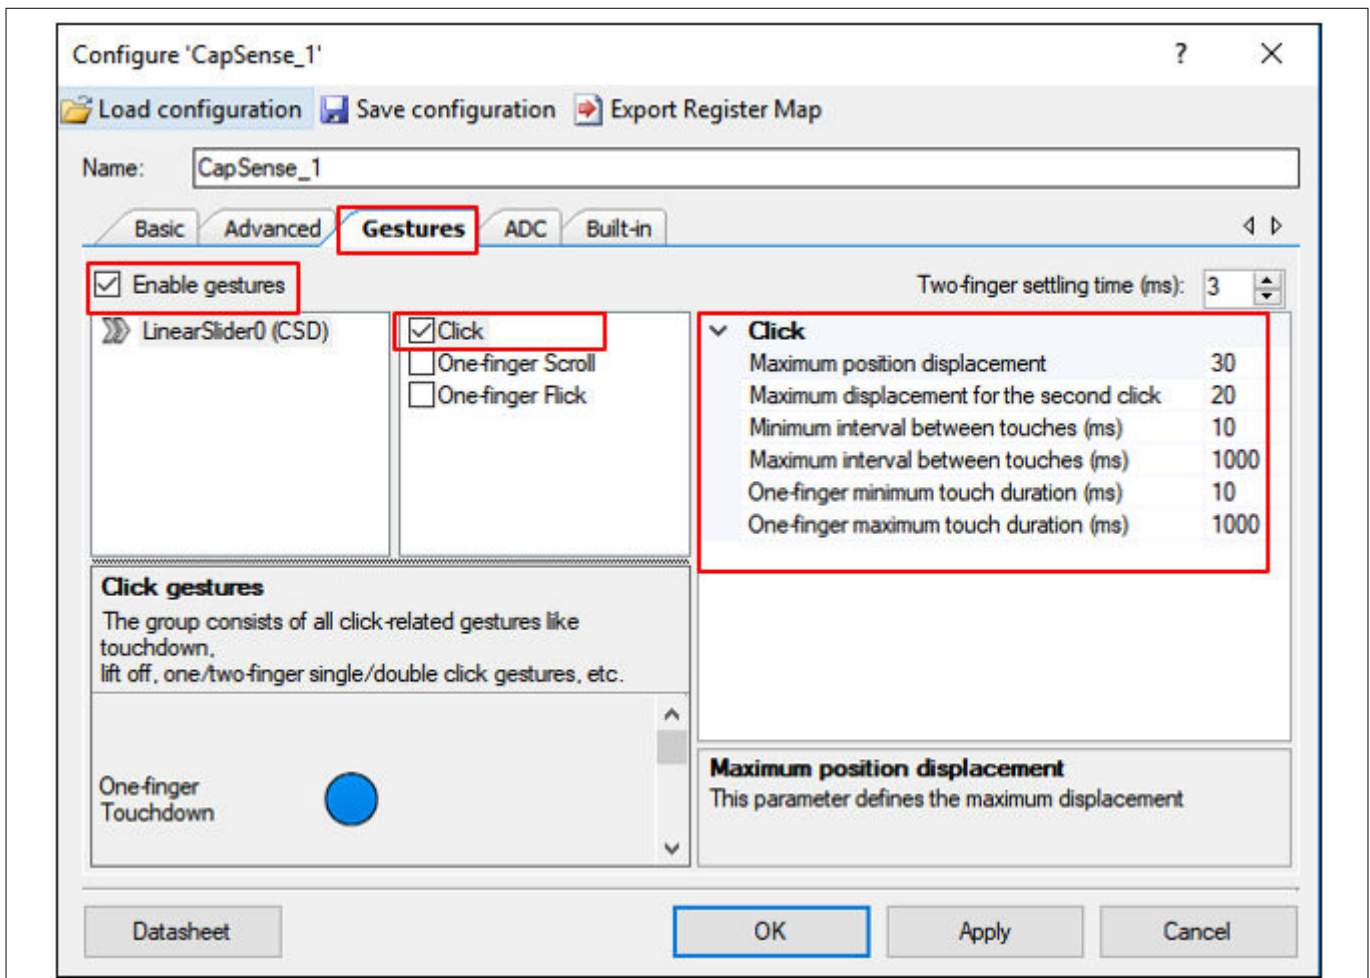 Configure 'CapSense_1'
?
Load configuration Save configuration Export Register Map
Name: CapSense_1
Basic Advanced Gestures ADC Built-in
Enable gestures
Two-finger settling time (ms): 3
LinearSlider0 (CSD)
Click
One-finger Scroll
One-finger Flick
Click
Maximum position displacement 30
Maximum displacement for the second click 20
Minimum interval between touches (ms) 10
Maximum interval between touches (ms) 1000
One-finger minimum touch duration (ms) 10
One-finger maximum touch duration (ms) 1000
Click gestures
The group consists of all click-related gestures like
touchdown,
lift off, one/two-finger single/double click gestures, etc.
One-finger
Touchdown
Maximum position displacement
This parameter defines the maximum displacement
Datasheet OK Apply Cancel